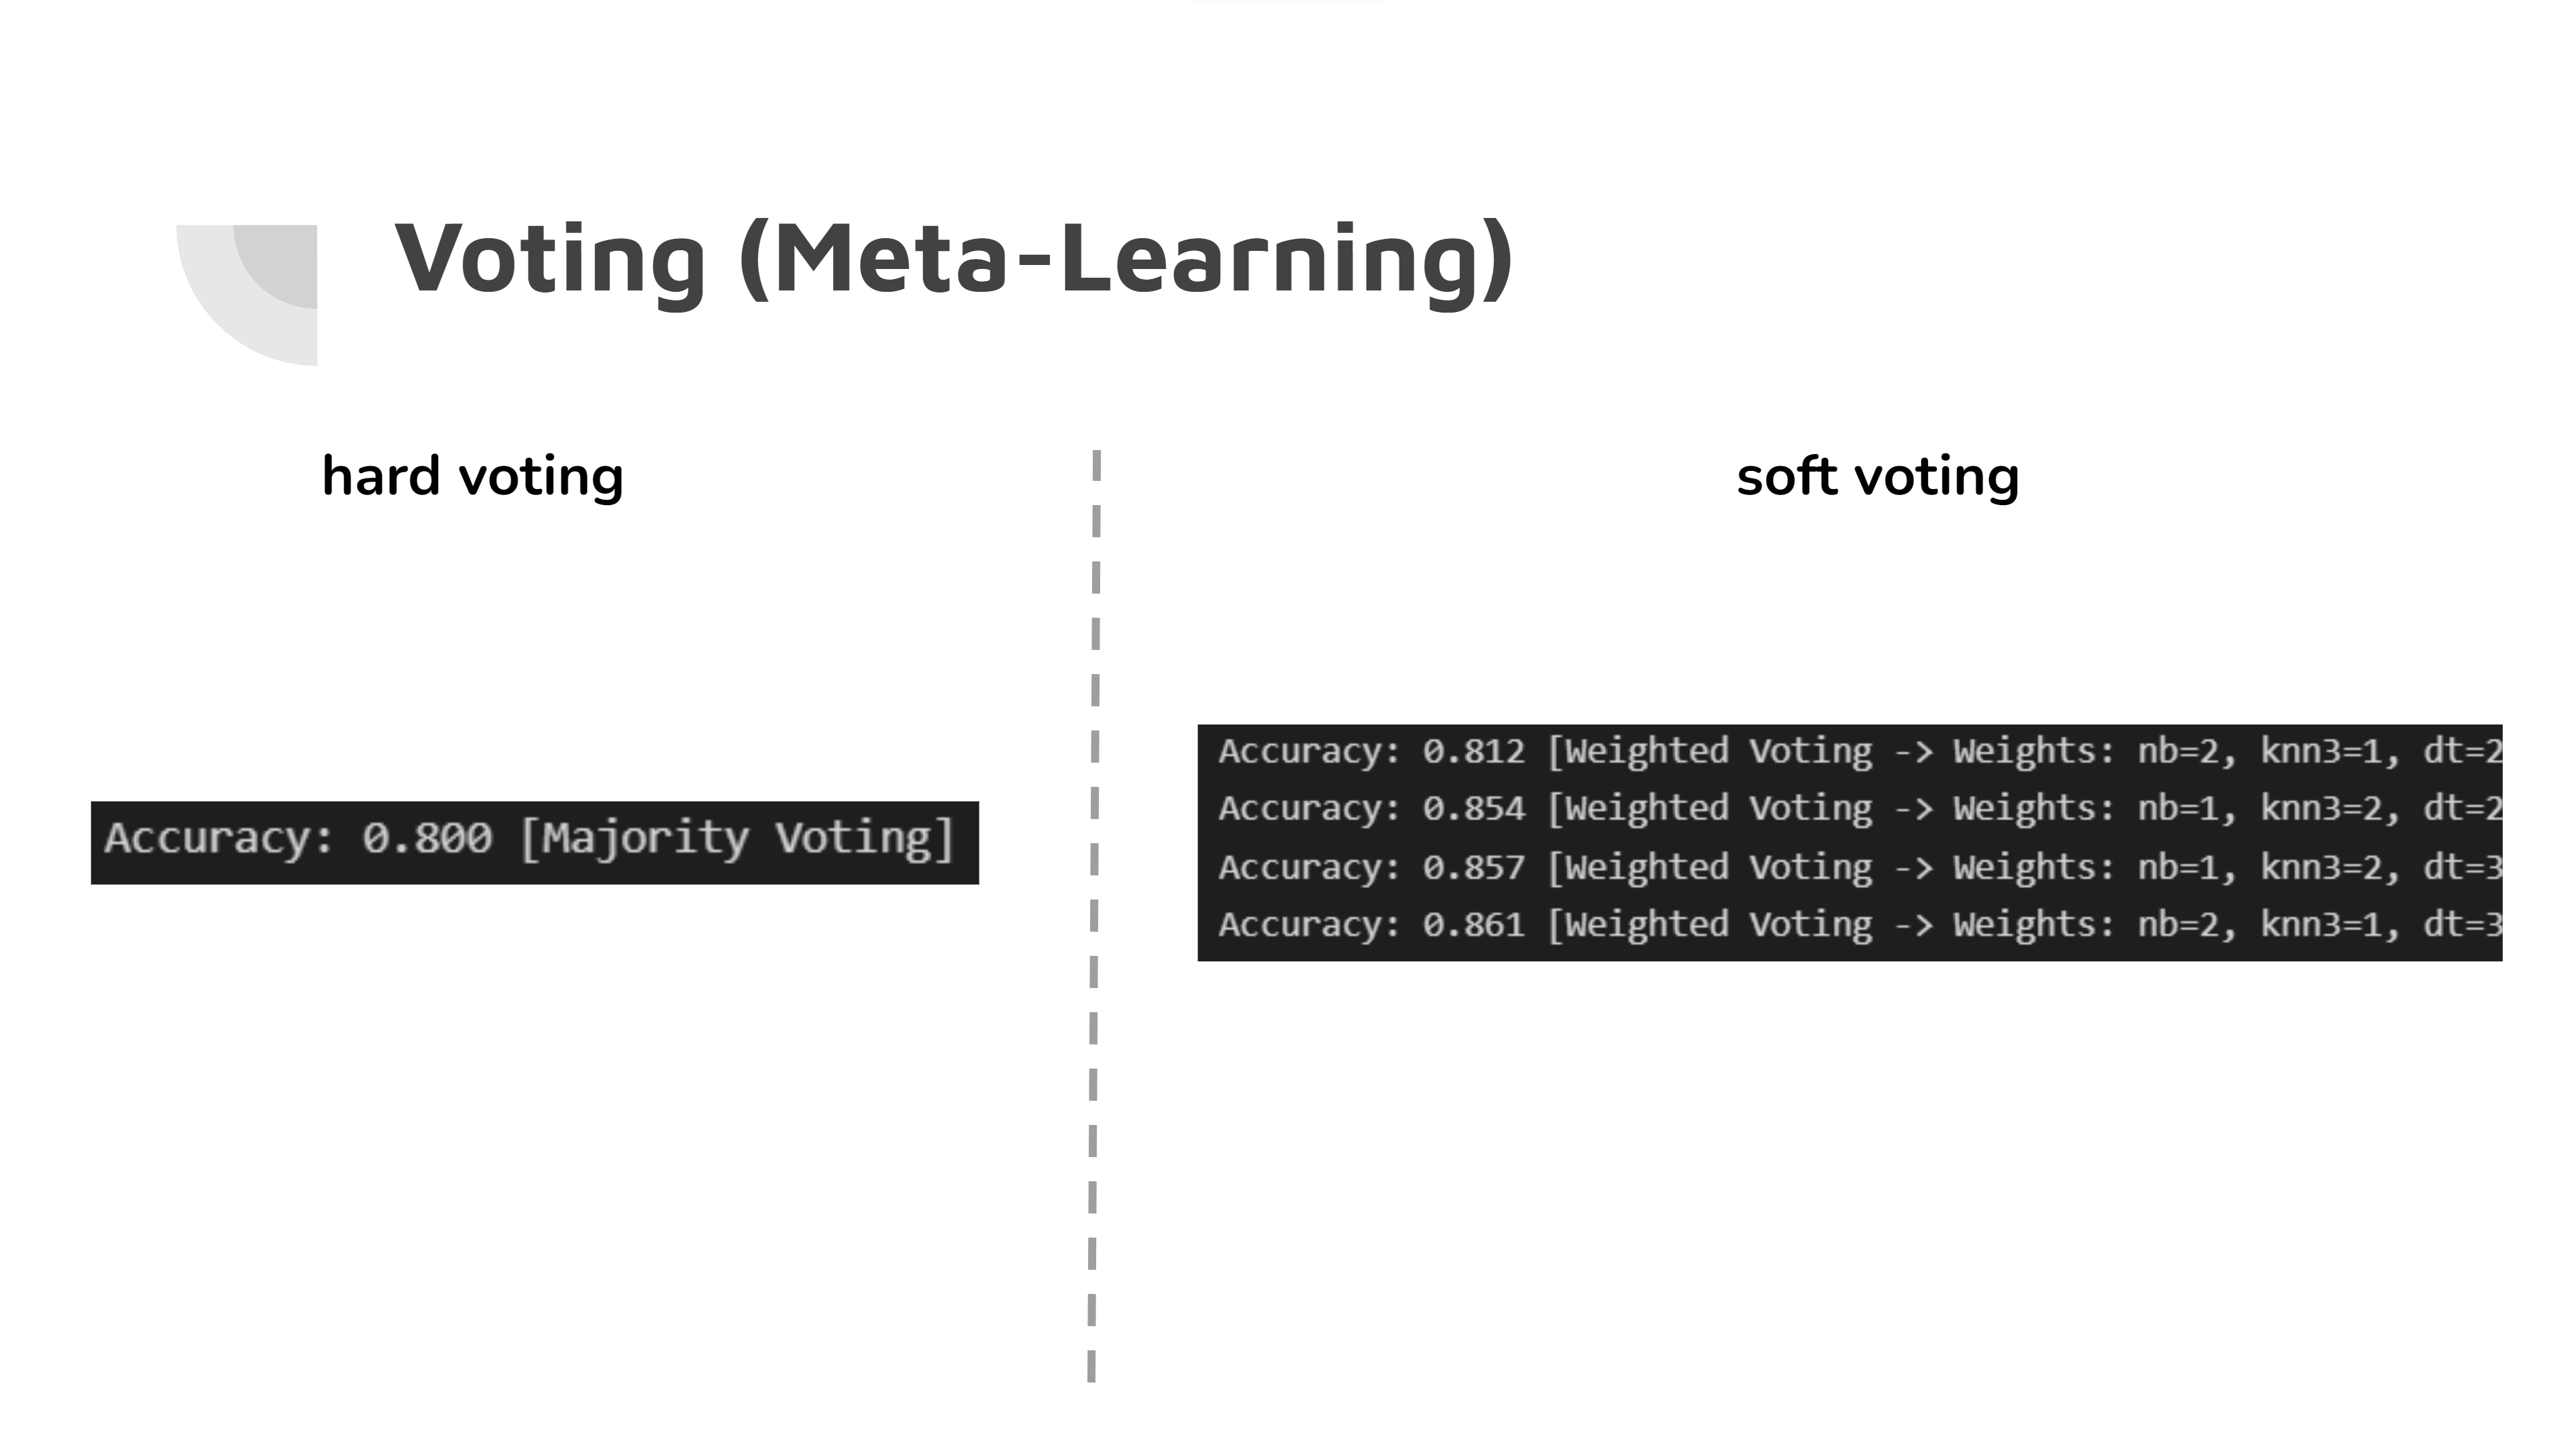 Voting (Meta-Learning)
hard voting
Accuracy: 0.800 [Majority Voting]
soft voting
Accuracy: 0.812 [Weighted Voting -> Weights: nb=2, knn3=1, dt=2
Accuracy: 0.854 [Weighted Voting -> Weights: nb=1, knn3=2, dt=2
Accuracy: 0.857 [Weighted Voting -> Weights: nb=1, knn3=2, dt=3
Accuracy: 0.861 [Weighted Voting -> Weights: nb=2, knn3=1, dt=3